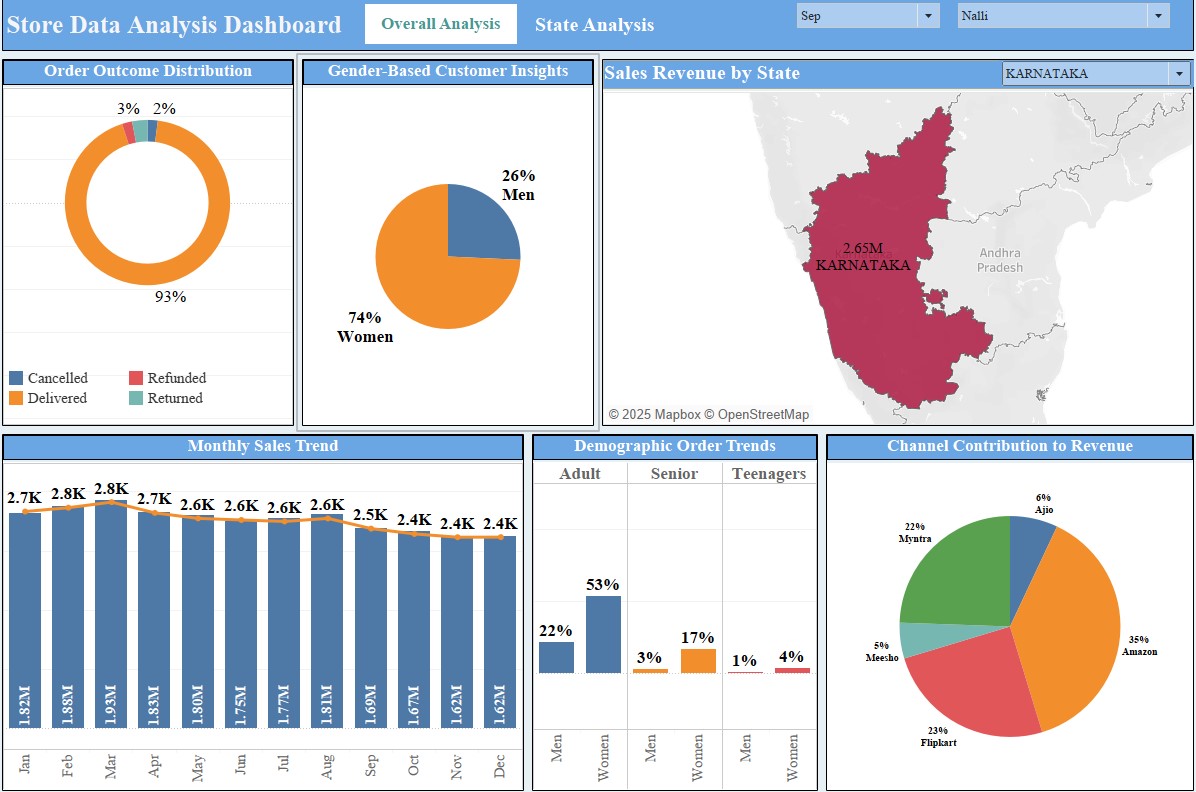 Store Data Analysis Dashboard
Overall Analysis
State Analysis
Sep
Nalli
Order Outcome Distribution
3%
2%
93%
Cancelled
Refunded
Delivered
Returned
Gender-Based Customer Insights
26%
Men
74%
Women
Sales Revenue by State
KARNATAKA
2.65M
KARNATAKA
Andhra
Pradesh
© 2025 Mapbox © OpenStreetMap
Monthly Sales Trend
2.7K 2.8K 2.8K 2.7K 2.6K 2.6K 2.6K 2.6K 2.5K 2.4K 2.4K 2.4K
1.82M 1.88M 1.93M 1.83M 1.80M 1.75M 1.77M 1.81M 1.69M 1.67M 1.62M 1.62M
Jan Feb Mar Apr May Jun Jul Aug Sep Oct Nov Dec
Demographic Order Trends
Adult Senior Teenagers
22% 53% 3% 17% 1% 4%
Men Women Men Women Men Women
Channel Contribution to Revenue
6%
Ajio
22%
Myntra
35%
Amazon
5%
Meesho
23%
Flipkart